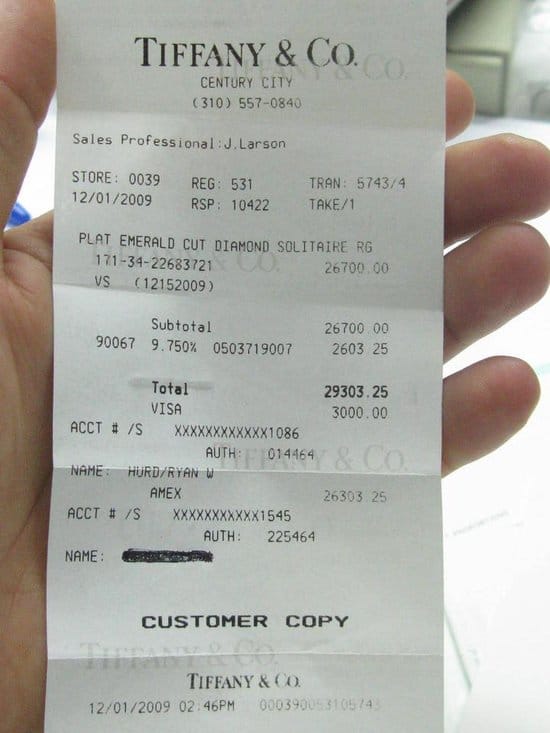 TIFFANY & CO.
CENTURY CITY
(310) 557-0840
Sales Professional:J.Larson
STORE: 0039 REG: 531 TRAN: 5743/4
12/01/2009 RSP: 10422 TAKE/1
PLAT EMERALD CUT DIAMOND SOLITAIRE RG
171-34-22683721 26700.00
VS (12152009)
Subtotal 26700.00
90067 9.750% 0503719007 2603.25
Total 29303.25
VISA 3000.00
ACCT # /S XXXXXXXXXXXX1086
AUTH: 014464
NAME: HURD/RYAN W
AMEX 26303.25
ACCT # /S XXXXXXXXXXX1545
AUTH: 225464
NAME:
CUSTOMER COPY
TIFFANY & CO.
TIFFANY & CO.
12/01/2009 02:46PM 000390053105743